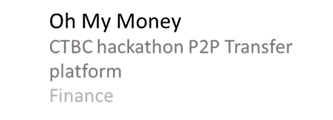 Oh My Money
CTBC hackathon P2P Transfer
platform
Finance